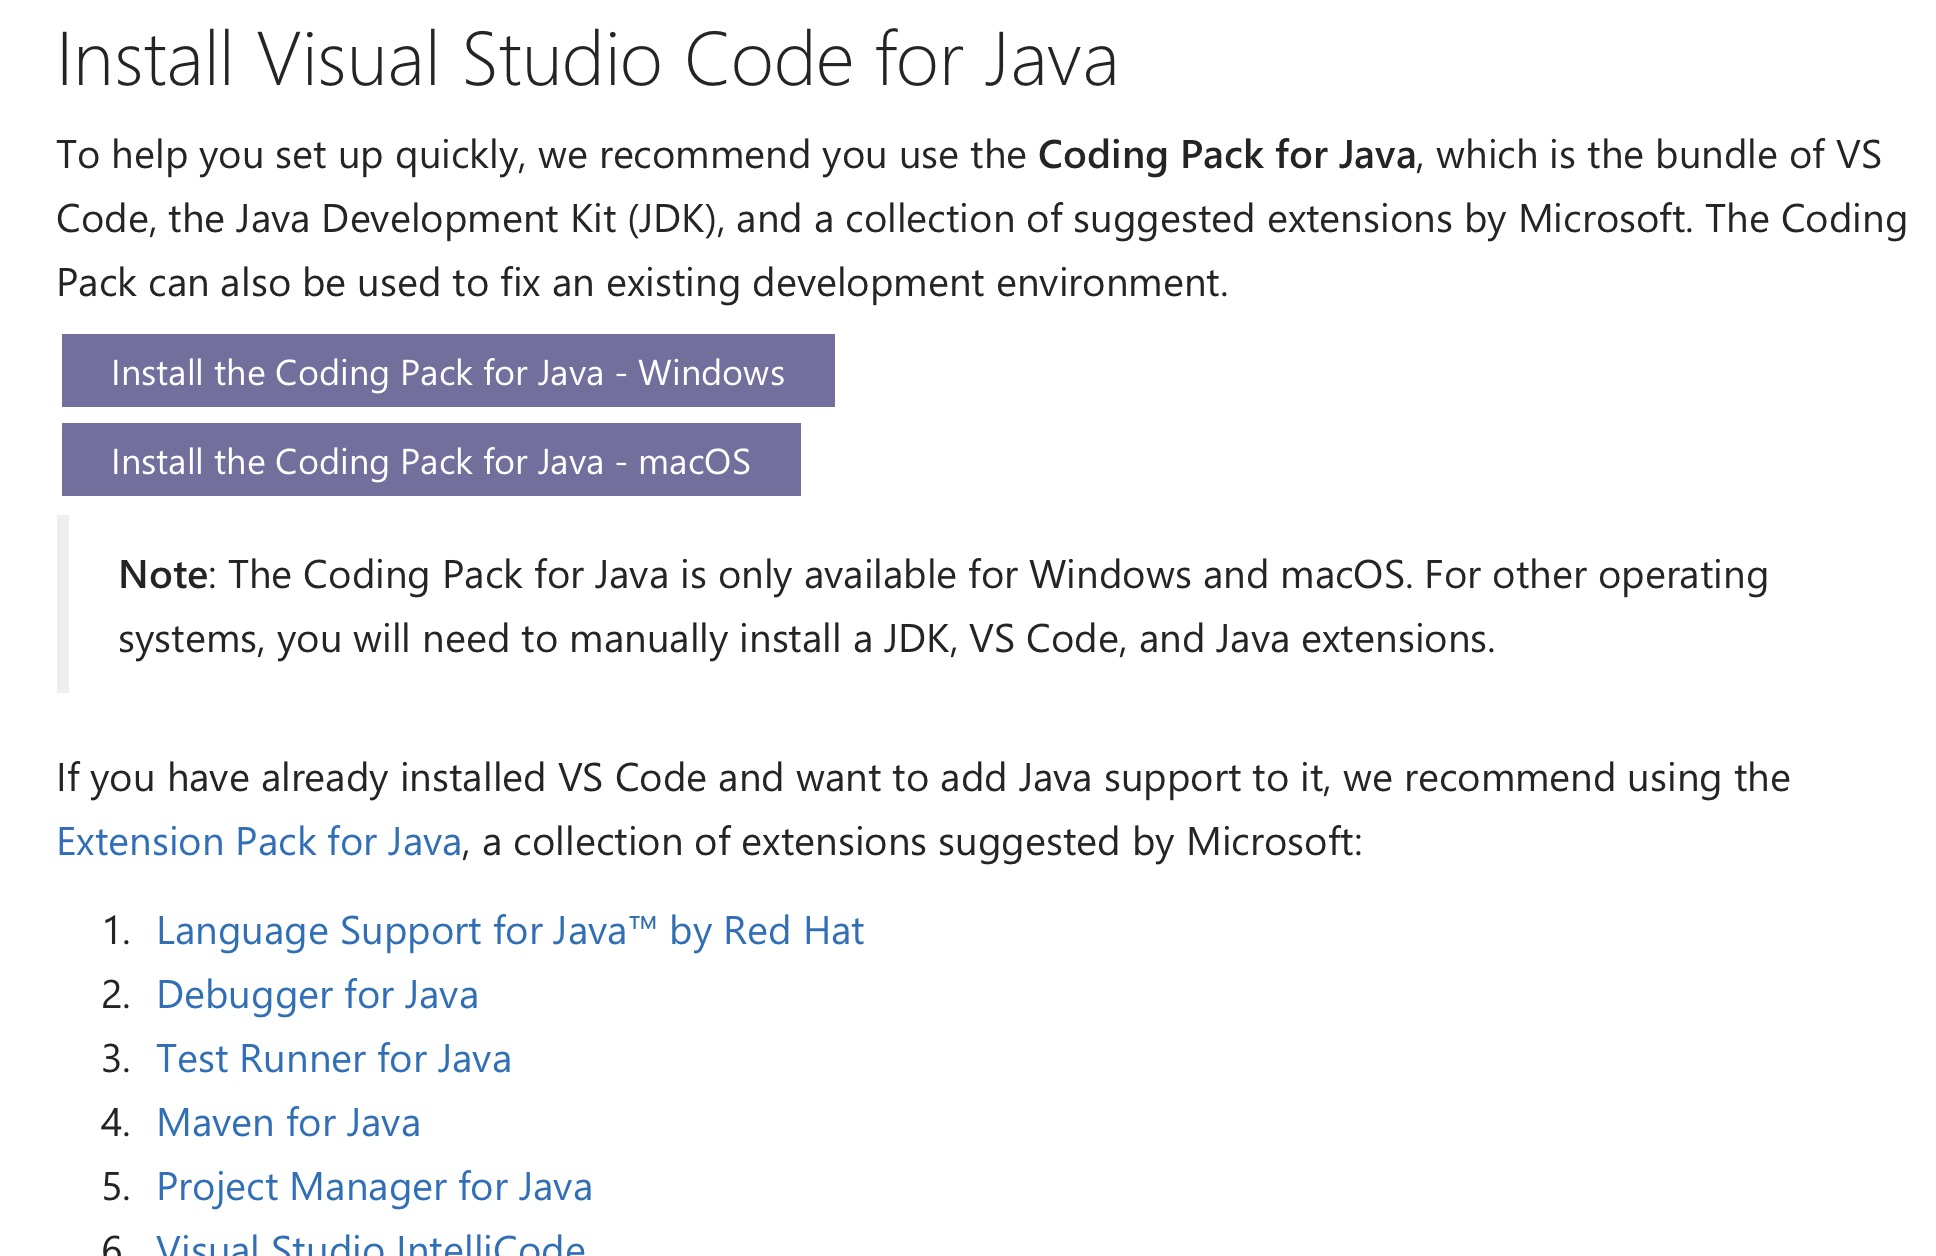 Install Visual Studio Code for Java
To help you set up quickly, we recommend you use the Coding Pack for Java, which is the bundle of VS
Code, the Java Development Kit (JDK), and a collection of suggested extensions by Microsoft. The Coding
Pack can also be used to fix an existing development environment.
Install the Coding Pack for Java - Windows
Install the Coding Pack for Java - macOS
Note: The Coding Pack for Java is only available for Windows and macOS. For other operating
systems, you will need to manually install a JDK, VS Code, and Java extensions.
If you have already installed VS Code and want to add Java support to it, we recommend using the
Extension Pack for Java, a collection of extensions suggested by Microsoft:
1. Language Support for Java™ by Red Hat
2. Debugger for Java
3. Test Runner for Java
4. Maven for Java
5. Project Manager for Java
6. Visual Studio IntelliCode